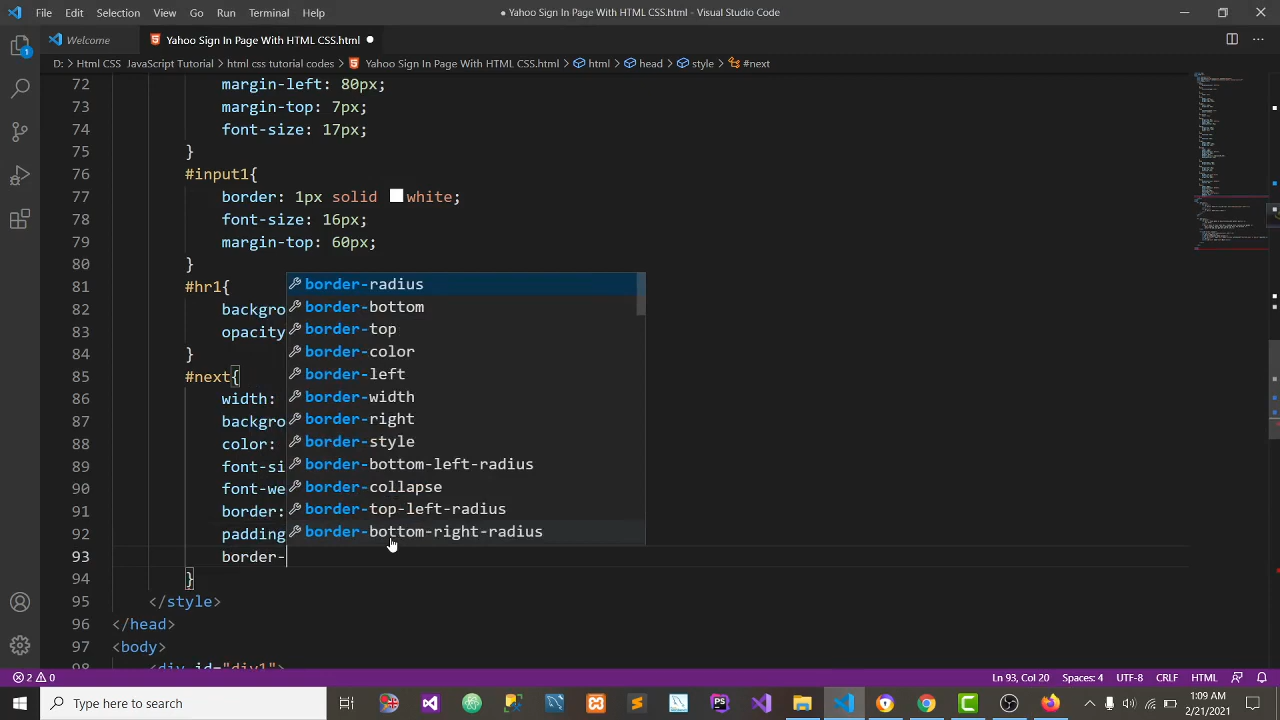 File Edit Selection View Go Run Terminal Help
● Yahoo Sign In Page With HTML CSS.html - Visual Studio Code
Welcome
Yahoo Sign In Page With HTML CSS.html ●
D: > Html CSS JavaScript Tutorial > html css tutorial codes > Yahoo Sign In Page With HTML CSS.html > html > head > style > #next
72 margin-left: 80px;
73 margin-top: 7px;
74 font-size: 17px;
75 }
76 #input1{
77 border: 1px solid white;
78 font-size: 16px;
79 margin-top: 60px;
80 }
81 #hr1{
82 backgro
83 opacity
84 }
85 #next{
86 width:
87 backgro
88 color:
89 font-si
90 font-we
91 border:
92 padding
93 border-
94 }
95 </style>
96 </head>
97 <body>
98 <div id="div1">
border-radius
border-bottom
border-top
border-color
border-left
border-width
border-right
border-style
border-bottom-left-radius
border-collapse
border-top-left-radius
border-bottom-right-radius
1
2 0
Ln 93, Col 20 Spaces: 4 UTF-8 CRLF HTML
Type here to search
PS
1:09 AM
2/21/2021